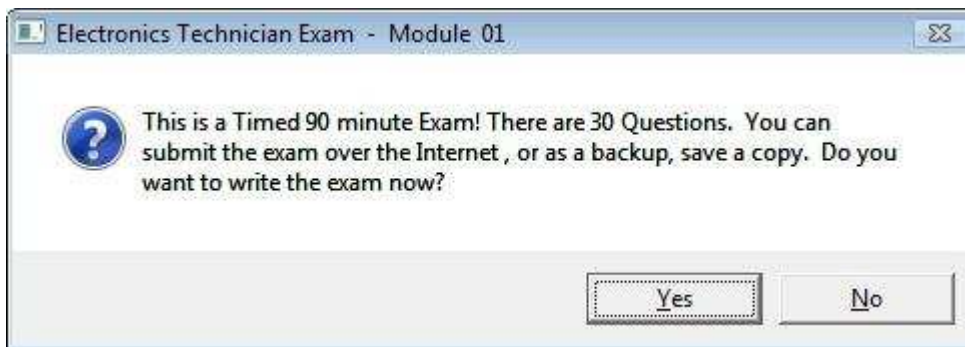 Electronics Technician Exam - Module 01
This is a Timed 90 minute Exam! There are 30 Questions. You can
submit the exam over the Internet , or as a backup, save a copy. Do you
want to write the exam now?
Yes No